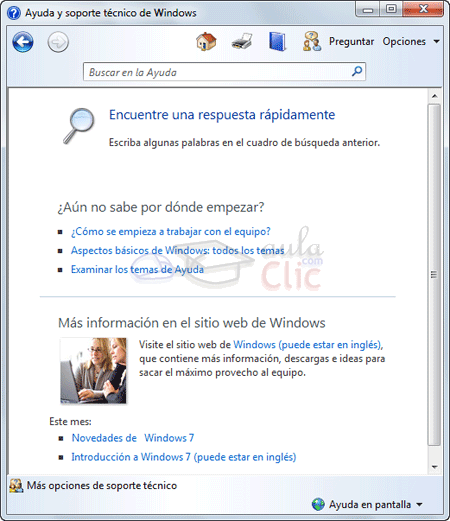 Ayuda y soporte técnico de Windows
Preguntar Opciones
Buscar en la Ayuda
Encuentre una respuesta rápidamente
Escriba algunas palabras en el cuadro de búsqueda anterior.
¿Aún no sabe por dónde empezar?
¿Cómo se empieza a trabajar con el equipo?
Aspectos básicos de Windows: todos los temas
Examinar los temas de Ayuda
aula
.com
Clic
Más información en el sitio web de Windows
Visite el sitio web de Windows (puede estar en inglés),
que contiene más información, descargas e ideas para
sacar el máximo provecho al equipo.
Este mes:
Novedades de Windows 7
Introducción a Windows 7 (puede estar en inglés)
Más opciones de soporte técnico
Ayuda en pantalla